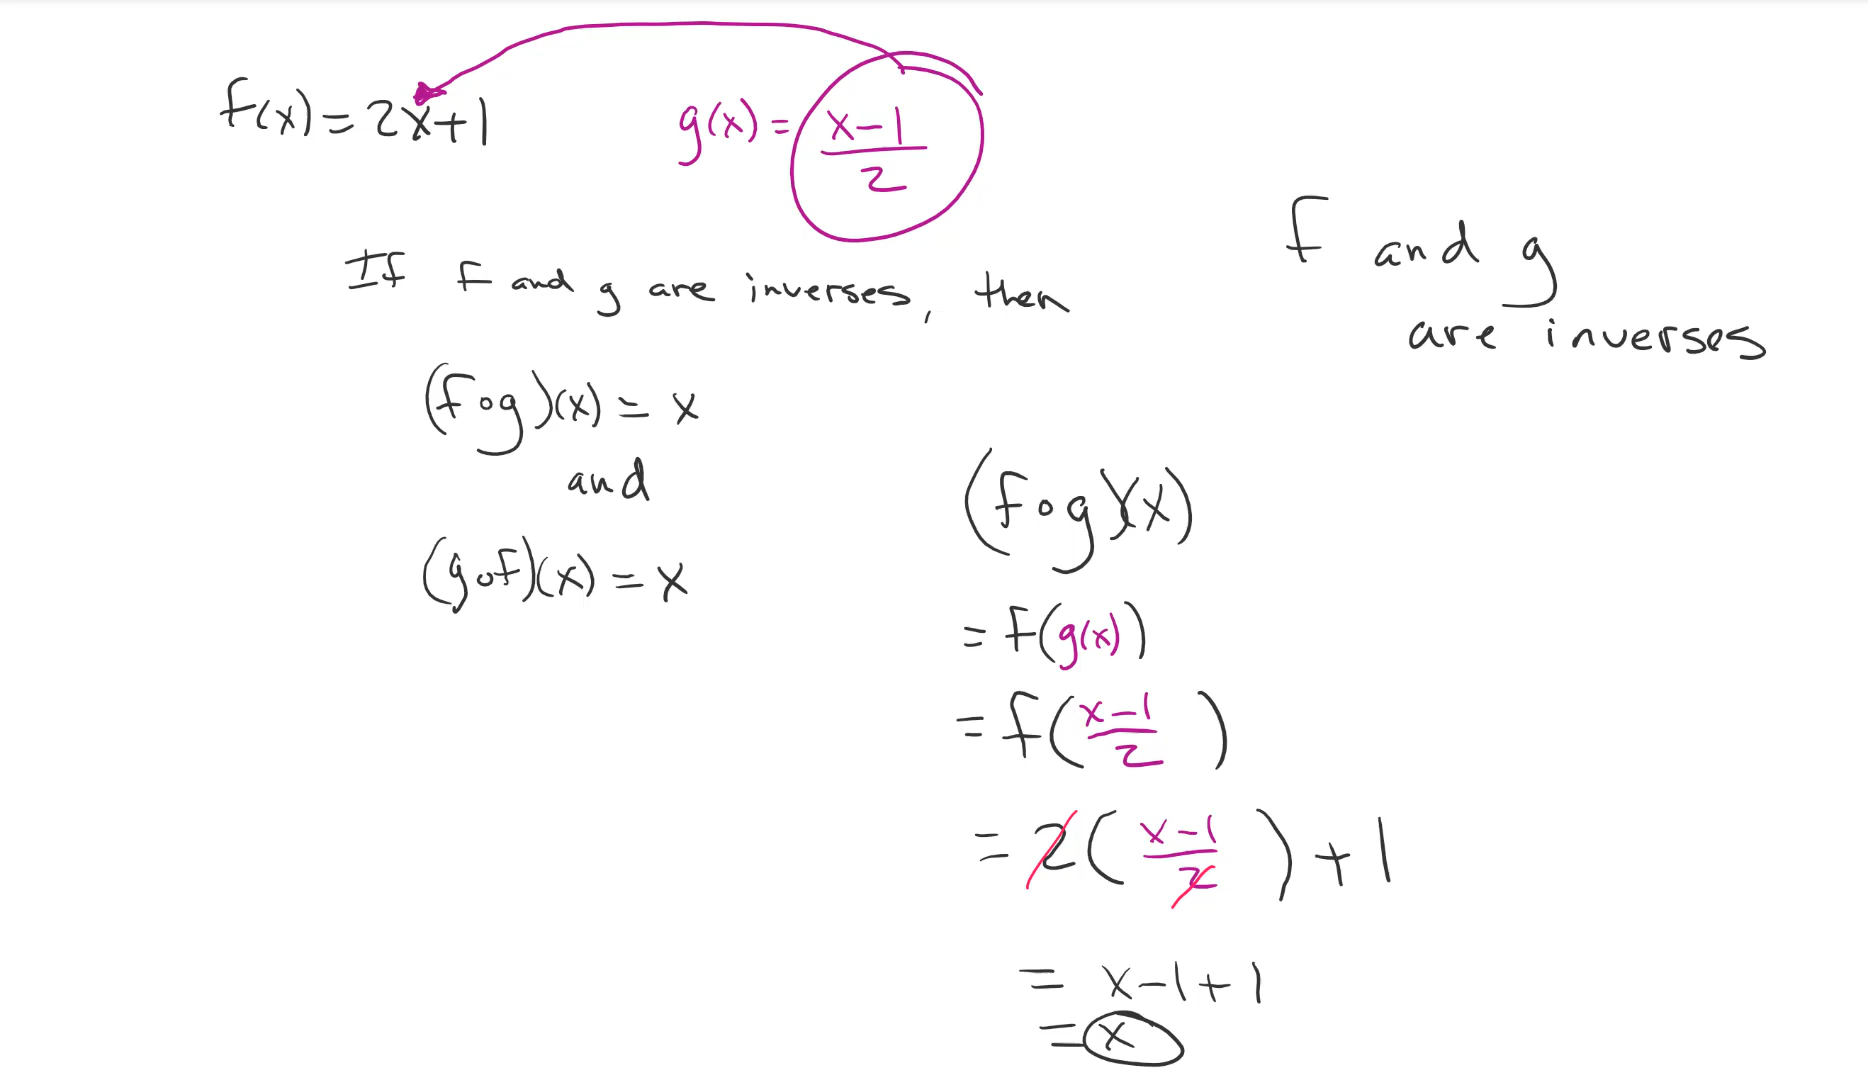 f(x) = 2x+1
g(x) = (x-1)/2
If f and g are inverses, then
(f∘g)(x) = x
and
(g∘f)(x) = x
f and g
are inverses
(f∘g)(x)
= f(g(x))
= f((x-1)/2)
= 2((x-1)/2)+1
= x-1+1
= x